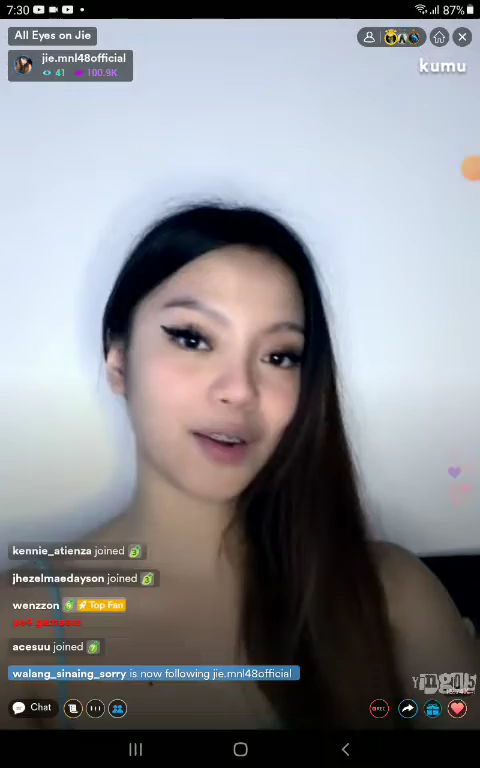 7:30
87%
All Eyes on Jie
jie.mnl48official
41
100.9K
kumu
kennie_atienza joined
jhezelmaedayson joined
wenzzon
Top Fan
acesuu joined
walang_sinaing_sorry is now following jie.mnl48official
Chat
REC